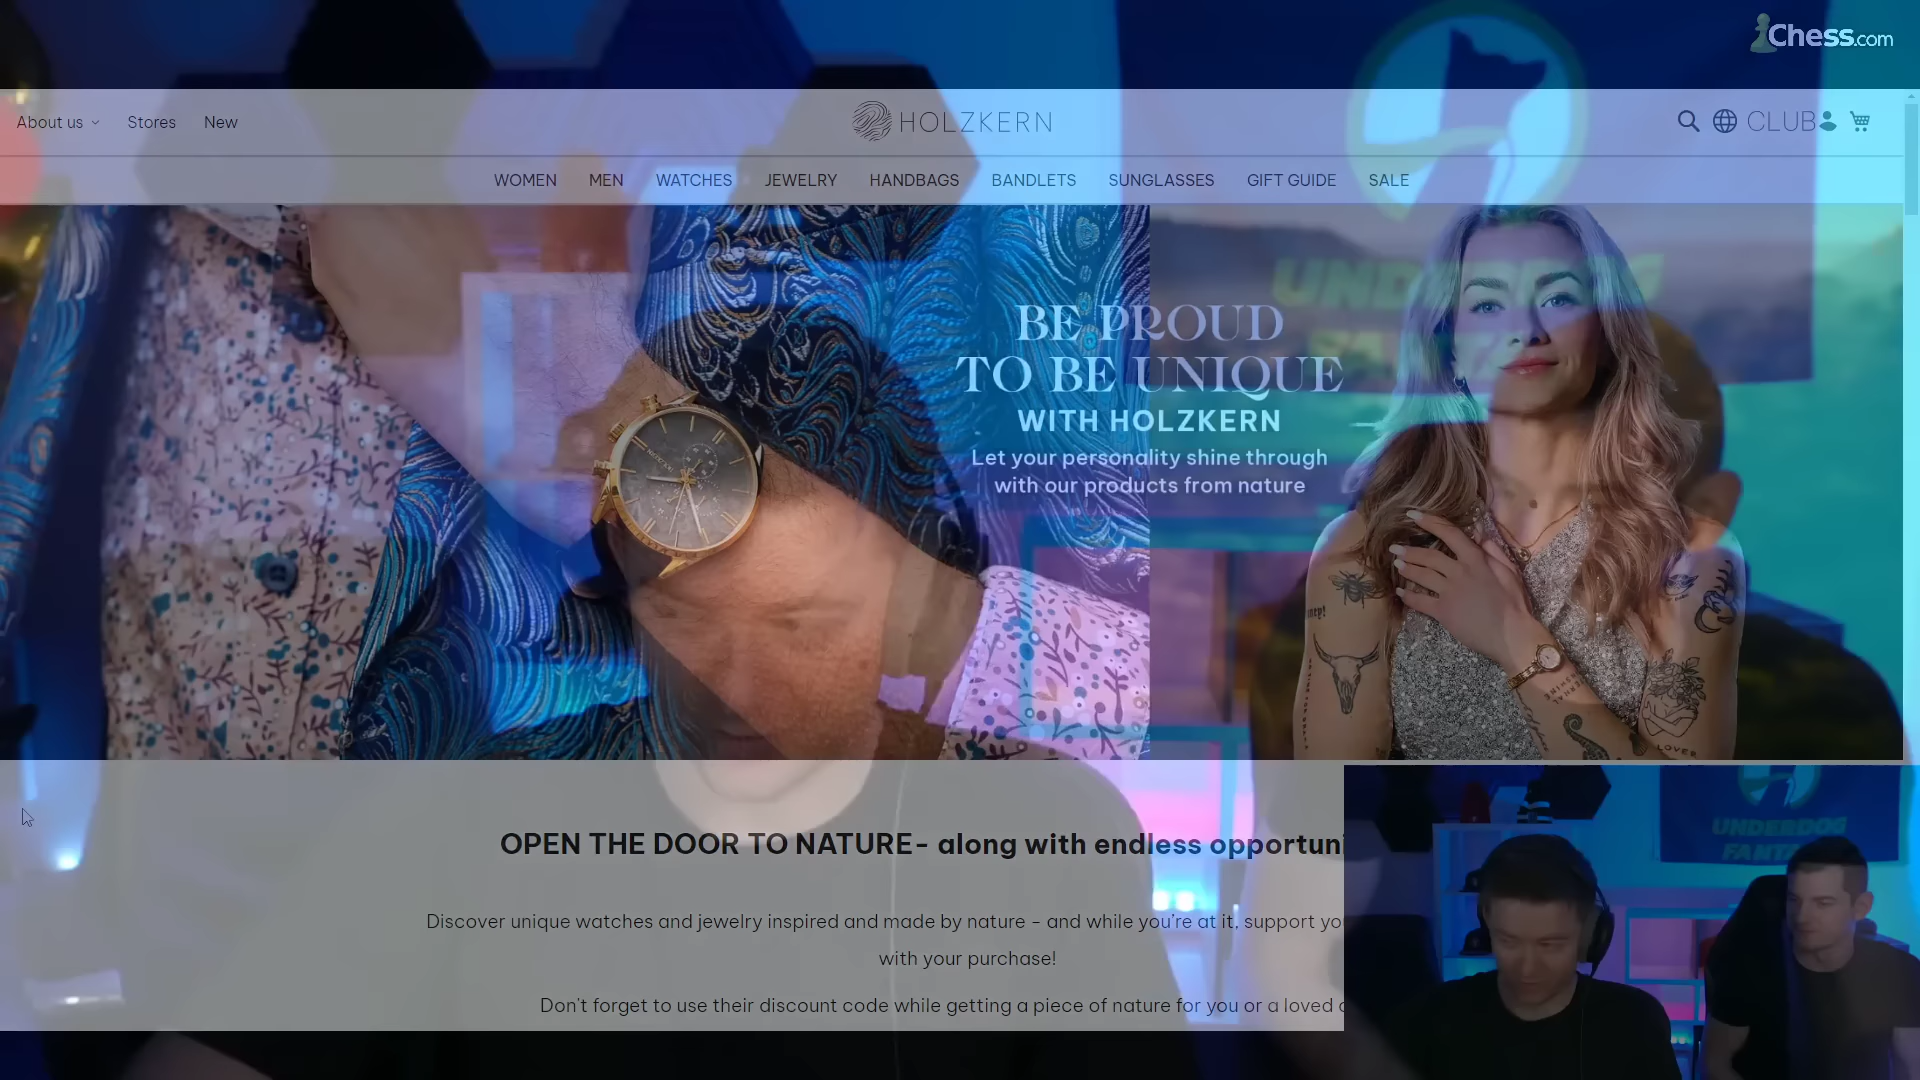 Chess.com
About us
Stores
New
HOLZKERN
CLUB
WOMEN MEN WATCHES JEWELRY HANDBAGS BANDLETS SUNGLASSES GIFT GUIDE SALE
UNDERDOG
BE PROUD
TO BE UNIQUE
WITH HOLZKERN
Let your personality shine through
with our products from nature
LOVER
OPEN THE DOOR TO NATURE- along with endless opportuni
UNDERDOG
Discover unique watches and jewelry inspired and made by nature – and while you're at it, support yo
with your purchase!
Don't forget to use their discount code while getting a piece of nature for you or a loved